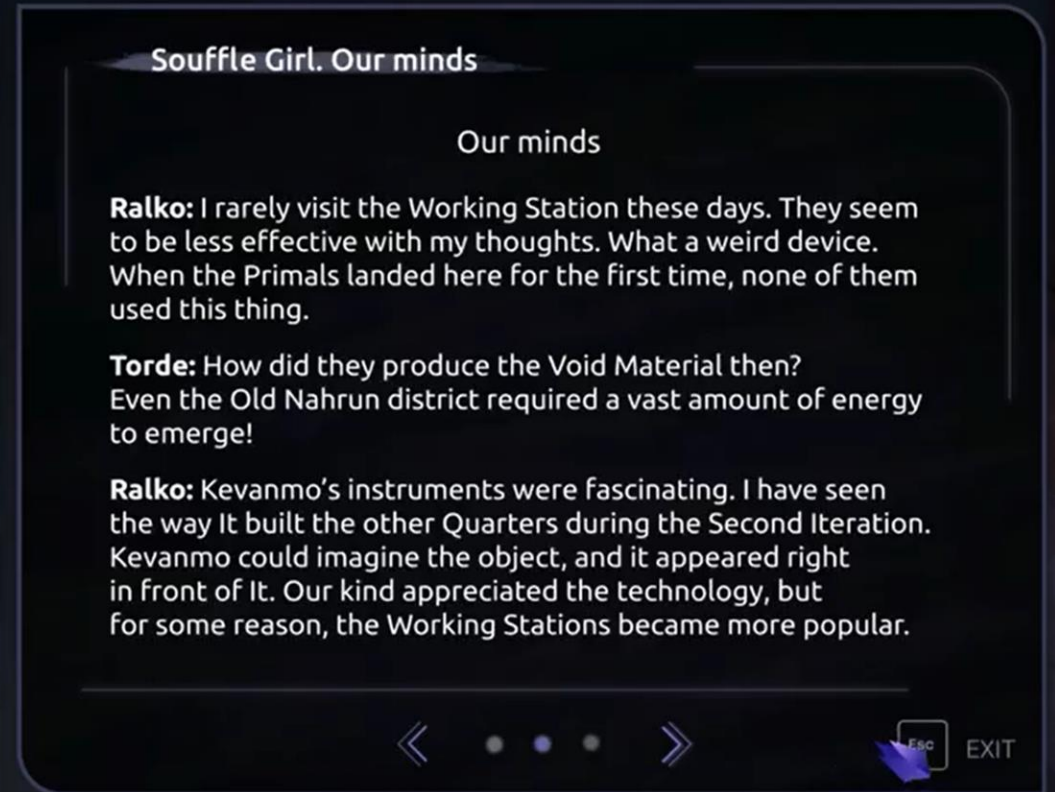 Souffle Girl. Our minds
Our minds
Ralko: I rarely visit the Working Station these days. They seem
to be less effective with my thoughts. What a weird device.
When the Primals landed here for the first time, none of them
used this thing.
Torde: How did they produce the Void Material then?
Even the Old Nahrun district required a vast amount of energy
to emerge!
Ralko: Kevanmo’s instruments were fascinating. I have seen
the way It built the other Quarters during the Second Iteration.
Kevanmo could imagine the object, and it appeared right
in front of It. Our kind appreciated the technology, but
for some reason, the Working Stations became more popular.
Esc EXIT